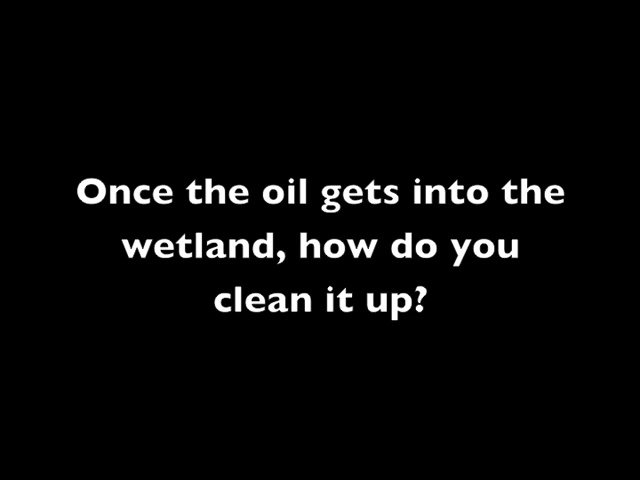 Once the oil gets into the
wetland, how do you
clean it up?